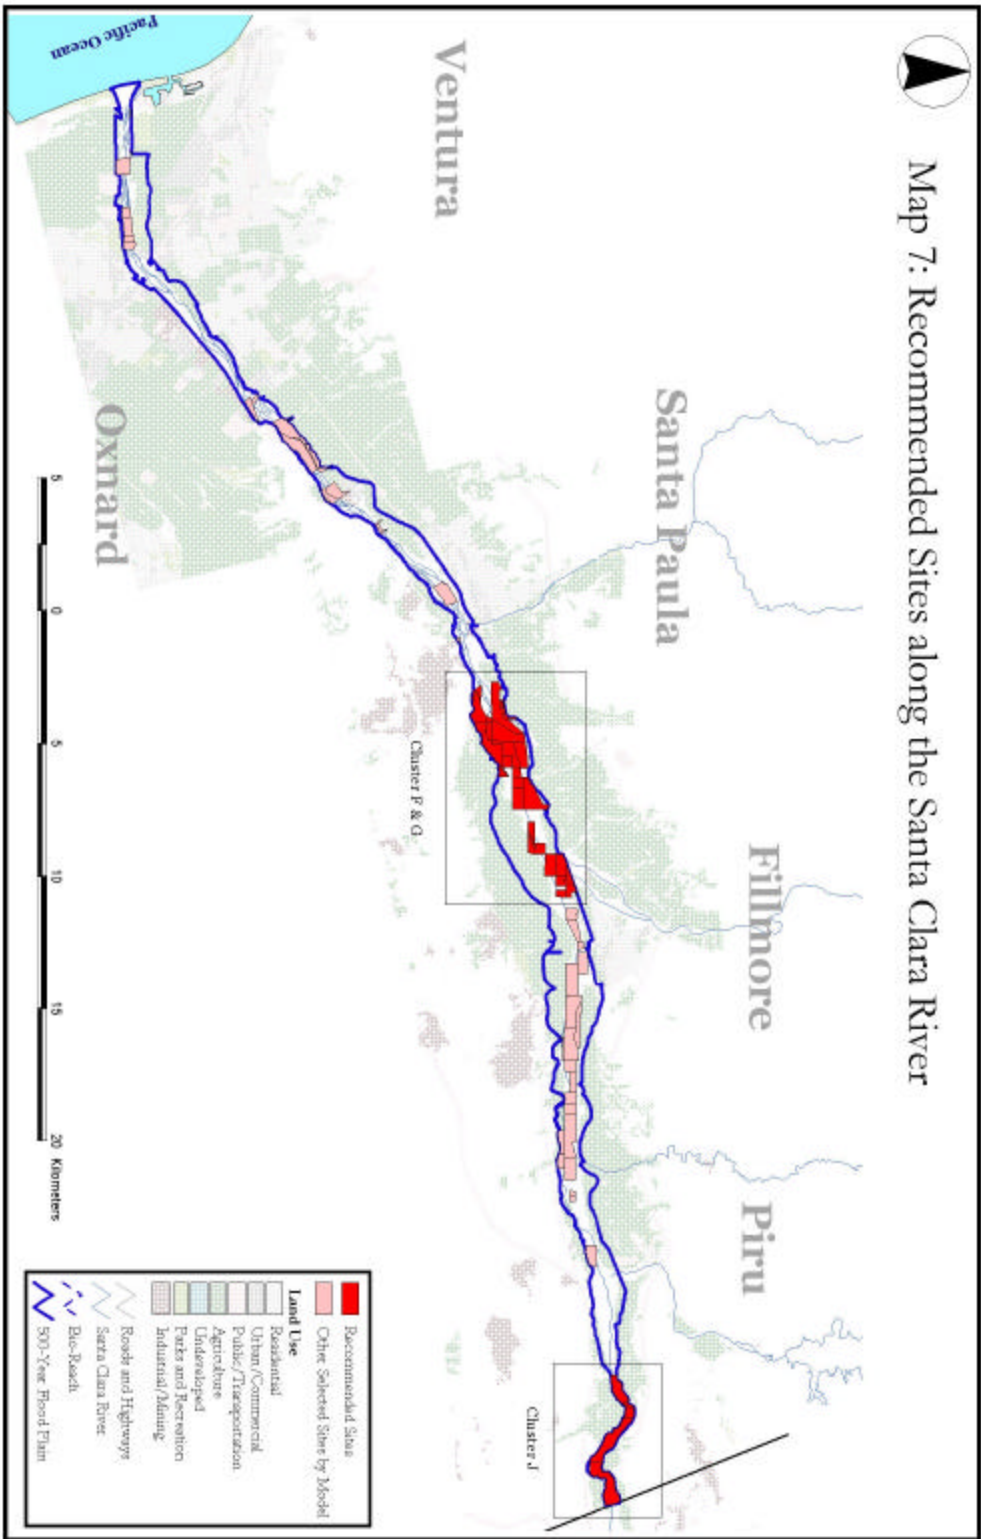 Map 7: Recommended Sites along the Santa Clara River
Pacific Ocean
Ventura
Santa Paula
Fillmore
Piru
Oxnard
Cluster F & G
Cluster J
5 0 5 10 15 20 Kilometers
Recommended Sites
Other Selected Sites by Model
Land Use
Residential
Urban/Commercial
Public/Transportation
Agriculture
Undeveloped
Parks and Recreation
Industrial/Mining
Roads and Highways
Santa Clara River
Bio-Reach
500-Year Flood Plain